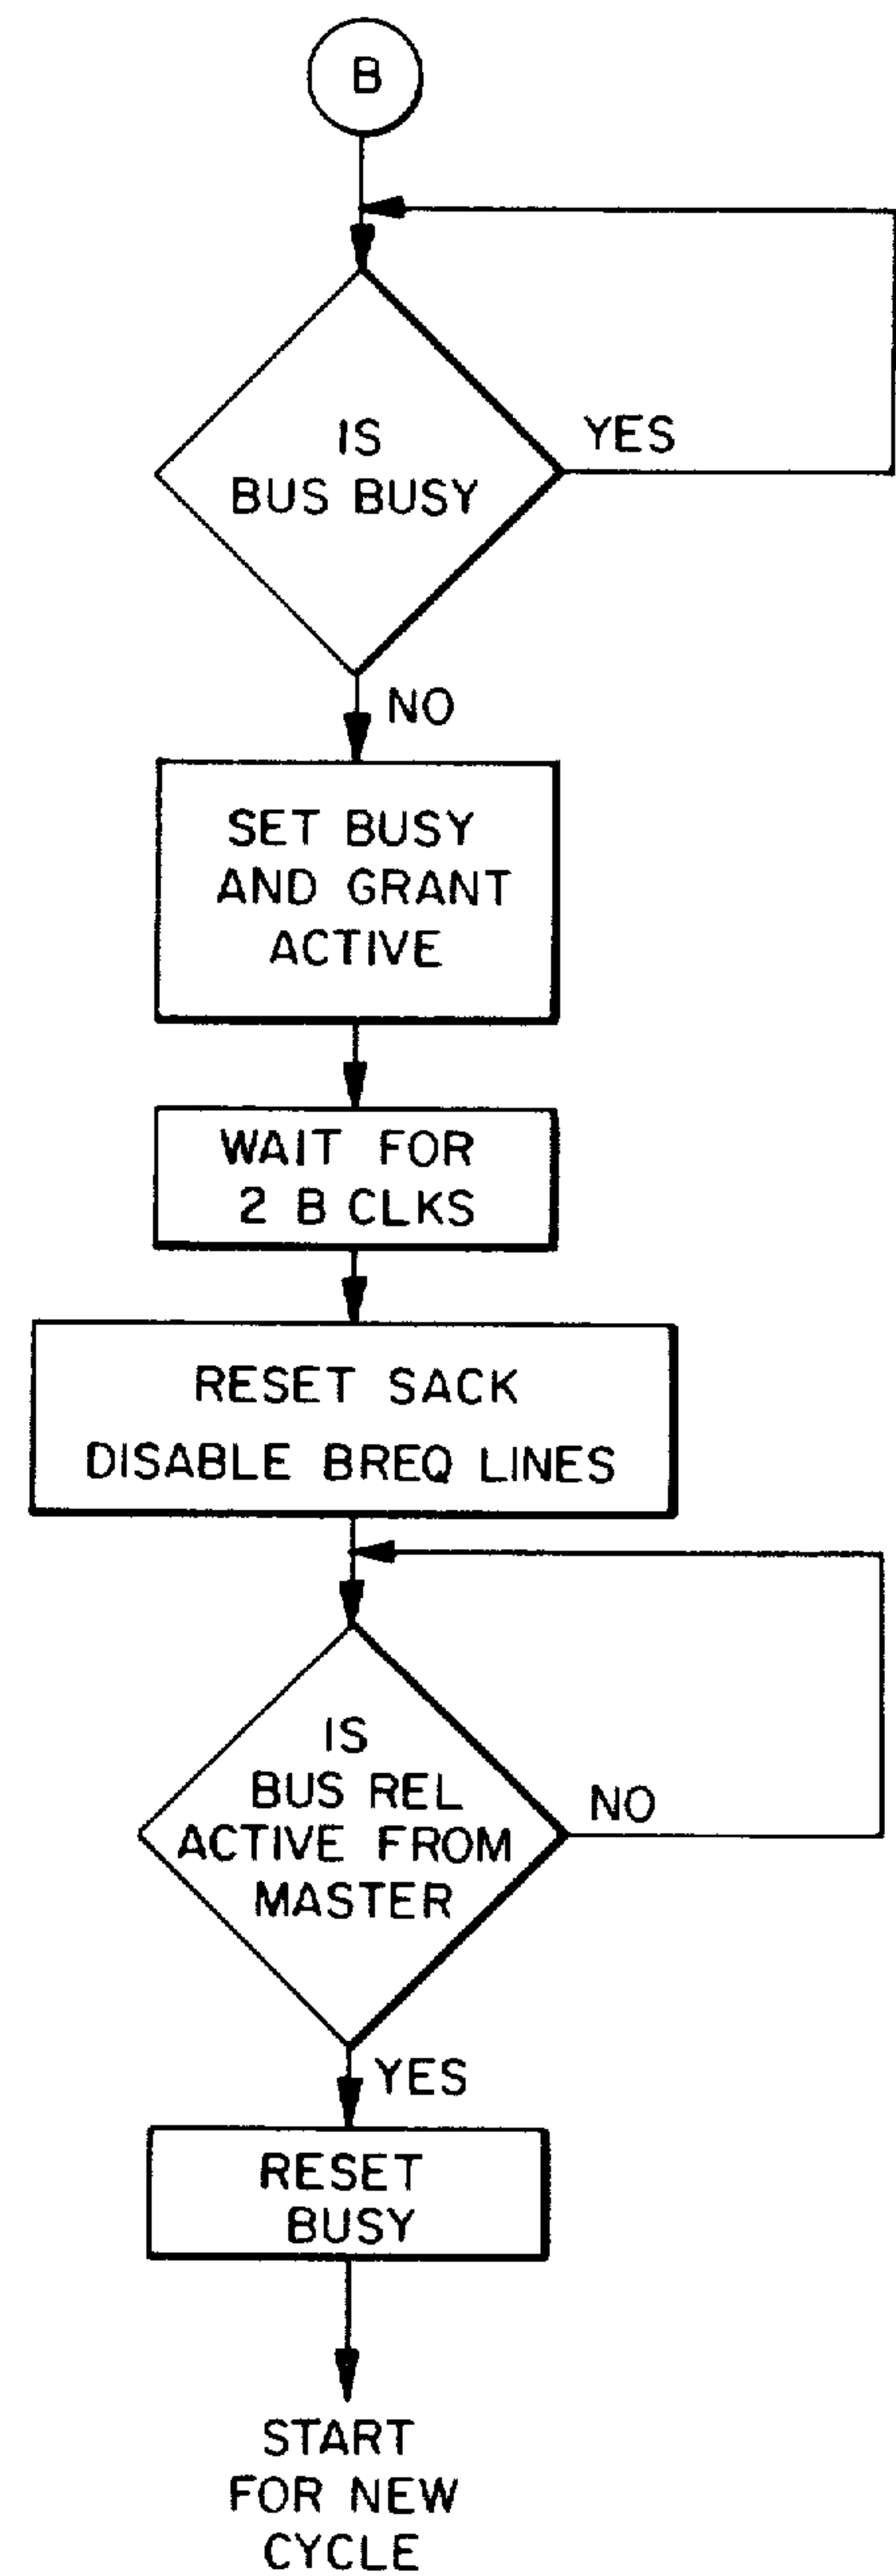 B
IS
BUS BUSY
YES
NO
SET BUSY
AND GRANT
ACTIVE
WAIT FOR
2 B CLKS
RESET SACK
DISABLE BREQ LINES
IS
BUS REL
ACTIVE FROM
MASTER
NO
YES
RESET
BUSY
START
FOR NEW
CYCLE